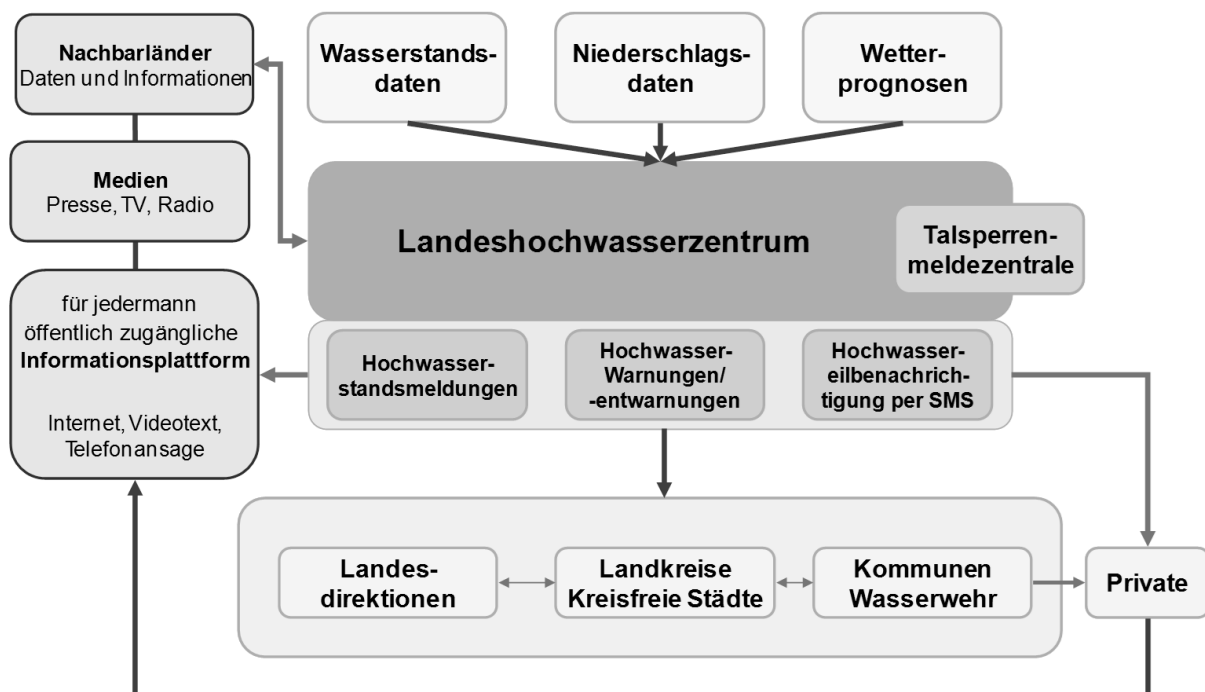 Nachbarländer
Daten und Informationen
Wasserstands-
daten
Niederschlags-
daten
Wetter-
prognosen
Medien
Presse, TV, Radio
Landeshochwasserzentrum
Talsperren-
meldezentrale
für jedermann
öffentlich zugängliche
Informationsplattform
Internet, Videotext,
Telefonansage
Hochwasser-
standsmeldungen
Hochwasser-
Warnungen/
-entwarnungen
Hochwasser-
eilbenachrich-
tigung per SMS
Landes-
direktionen
Landkreise
Kreisfreie Städte
Kommunen
Wasserwehr
Private